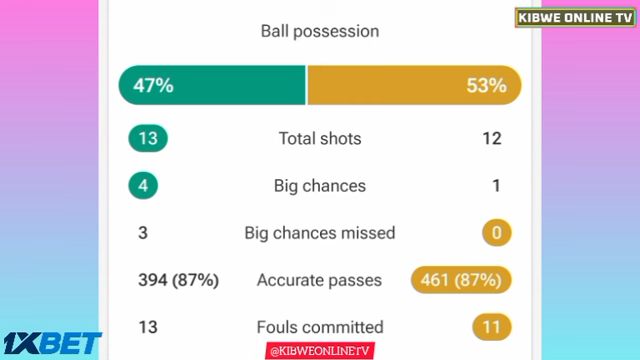 KIBWE ONLINE TV
Ball possession
47% 53%
13 Total shots 12
4 Big chances 1
3 Big chances missed 0
394 (87%) Accurate passes 461 (87%)
13 Fouls committed 11
1XBET
@KIBWEONLINETV